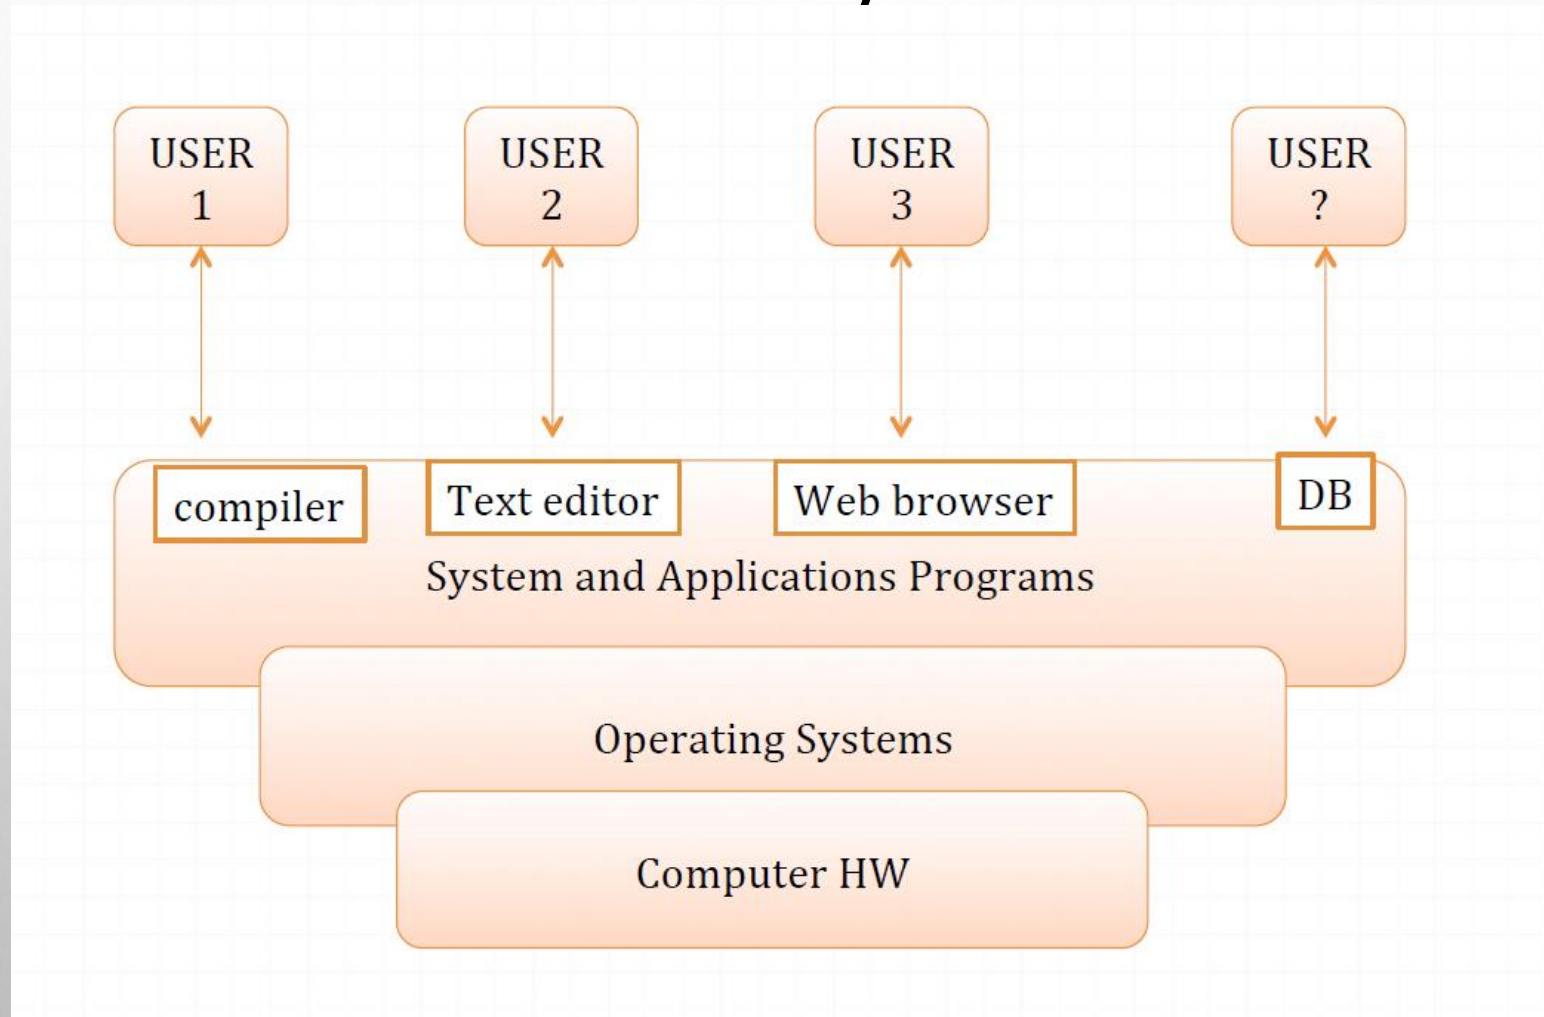 USER
1
USER
2
USER
3
USER
?
compiler
Text editor
Web browser
DB
System and Applications Programs
Operating Systems
Computer HW